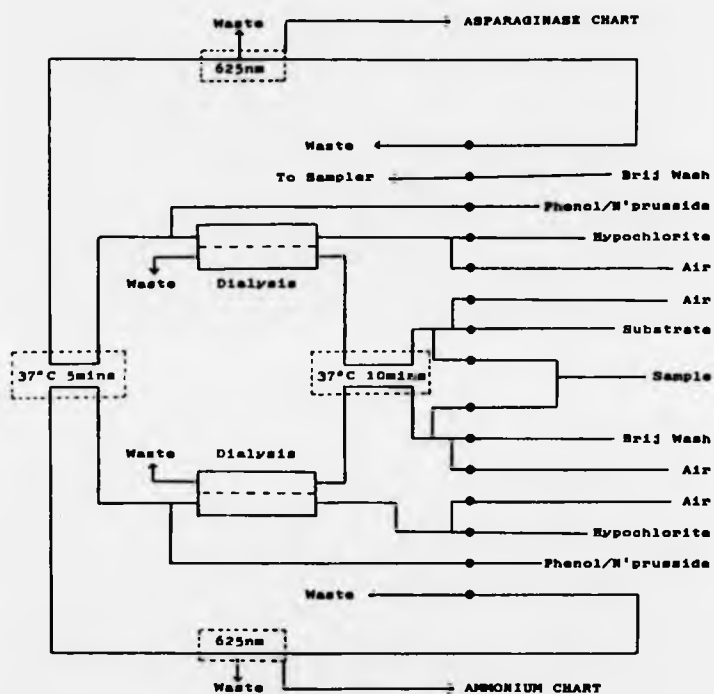 Waste
ASPARAGINASE CHART
625nm
Waste
To Sampler
Brij Wash
Phenol/N'prusside
Hypochlorite
Air
Waste
Dialysis
Air
Substrate
37°C 5mins
37°C 10mins
Sample
Waste
Dialysis
Brij Wash
Air
Air
Hypochlorite
Phenol/N'prusside
Waste
625nm
Waste
AMMONIUM CHART